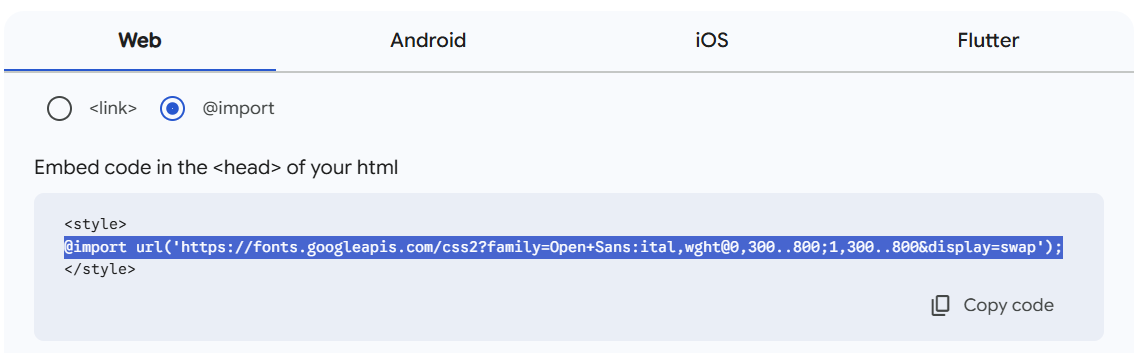 Web Android iOS Flutter
<link> @import
Embed code in the <head> of your html
<style>
@import url('https://fonts.googleapis.com/css2?family=Open+Sans:ital,wght@0,300..800;1,300..800&display=swap');
</style>
Copy code